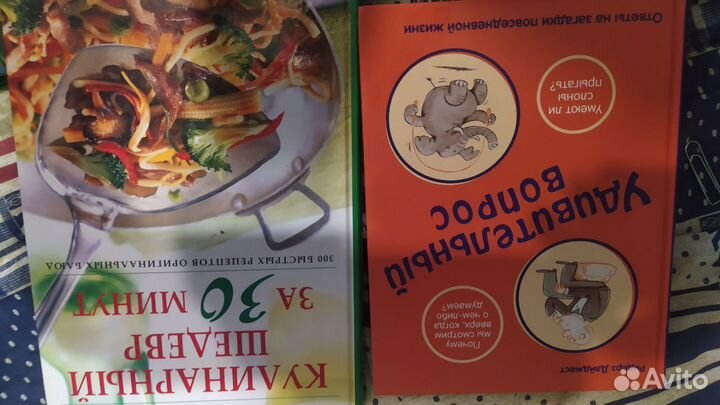 КУЛИНАРНЫЙ
ШЕДЕВР
ЗА 30 МИНУТ
300 БЫСТРЫХ РЕЦЕПТОВ ОРИГИНАЛЬНЫХ БЛЮД
Ридерз Дайджест
Почему
мы смотрим
вверх, когда
о чем-либо
думаем?
УДИВИТЕЛЬНЫЙ
ВОПРОС
Умеют ли
слоны
прыгать?
Ответы на загадки повседневной жизни
Avito